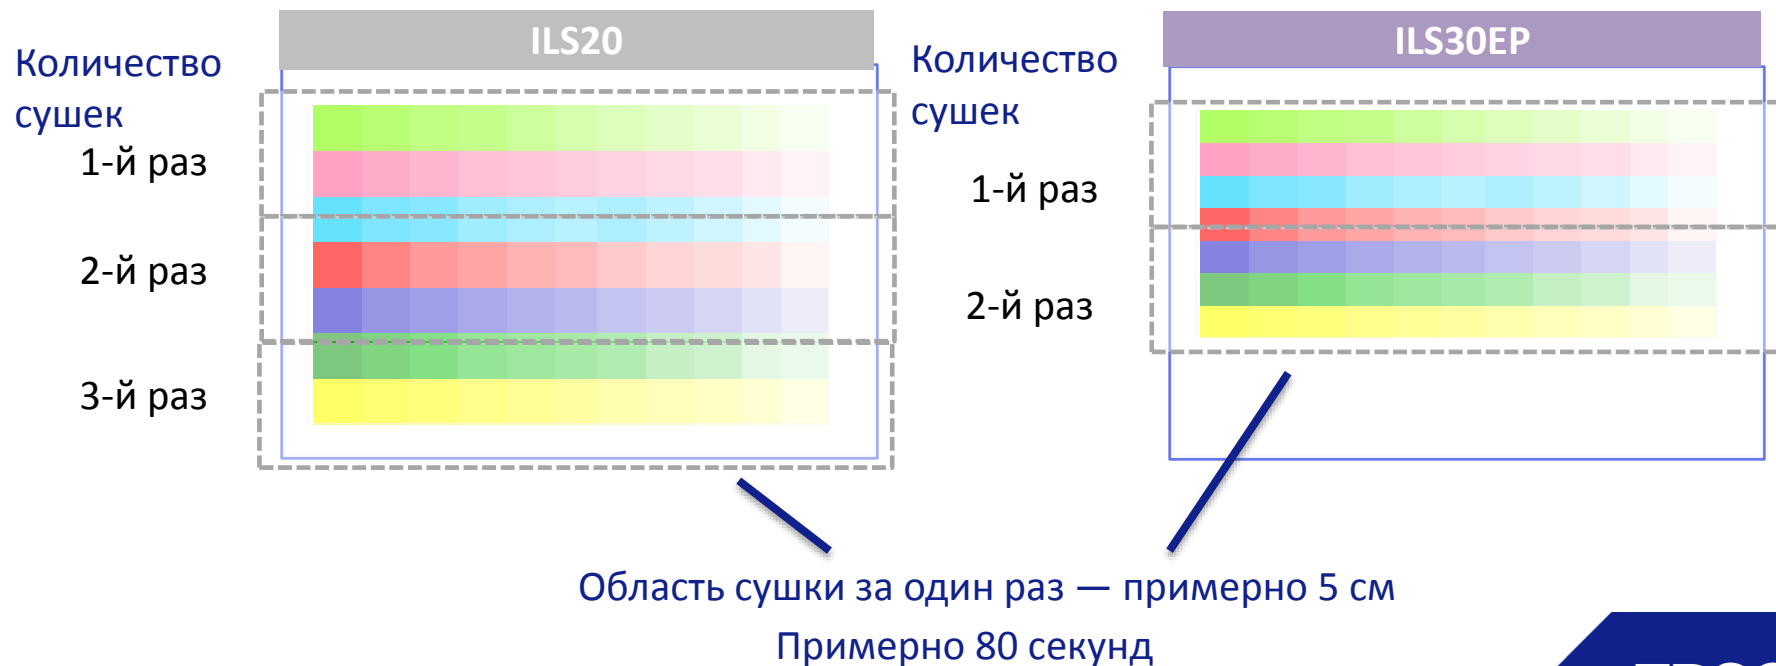 ILS20
Количество
сушек
1-й раз
2-й раз
3-й раз
ILS30EP
Количество
сушек
1-й раз
2-й раз
Область сушки за один раз — примерно 5 см
Примерно 80 секунд